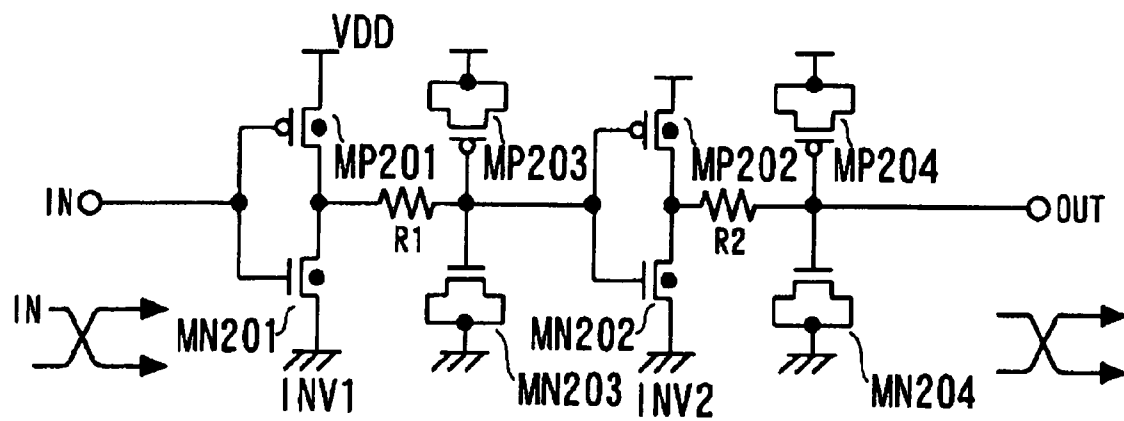 VDD
MP201
MP203
MP202
MP204
IN
R1
R2
OUT
IN
MN201
MN202
INV1
MN203
INV2
MN204